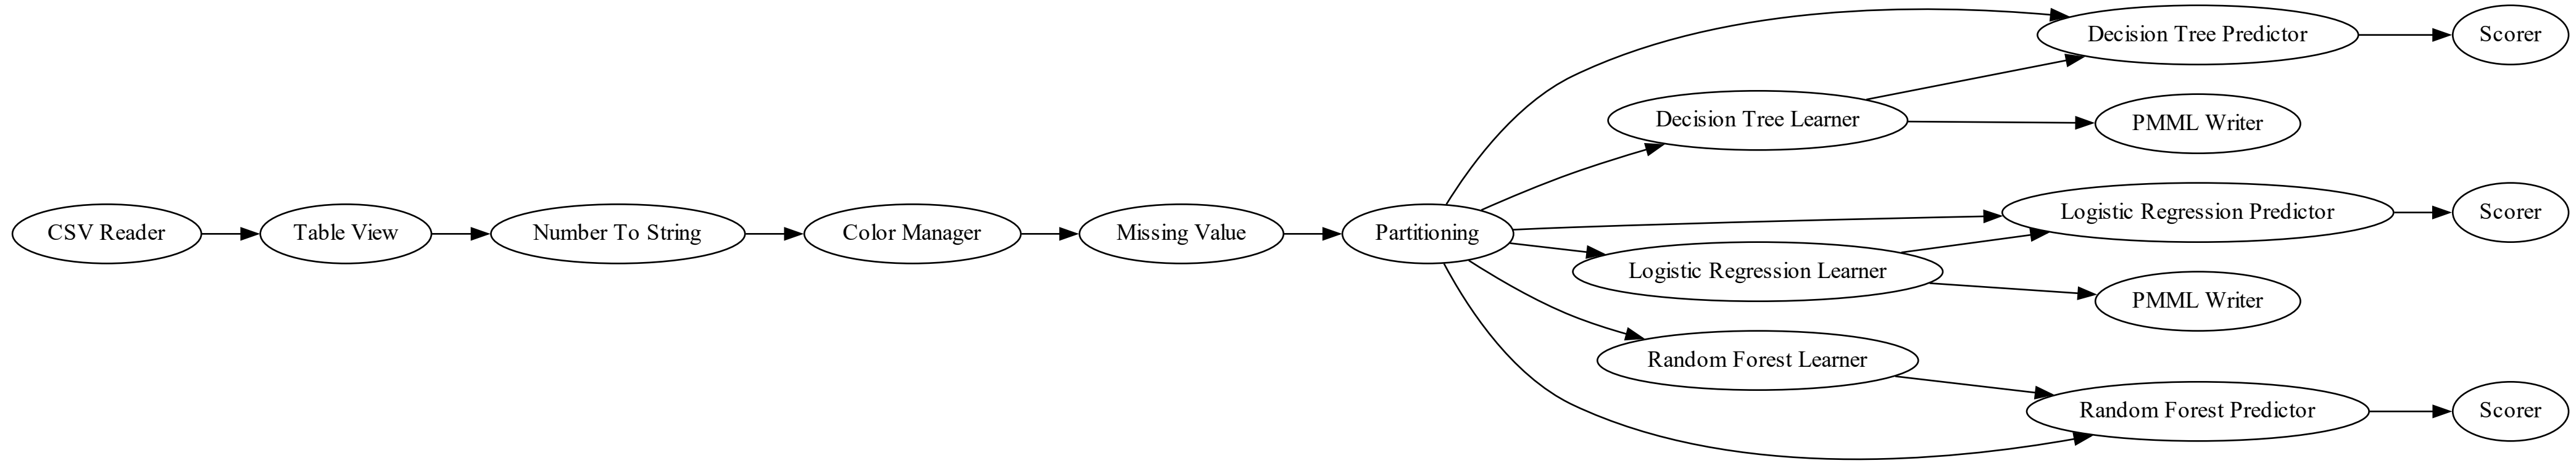 CSV Reader
Table View
Number To String
Color Manager
Missing Value
Partitioning
Decision Tree Predictor
Scorer
Decision Tree Learner
PMML Writer
Logistic Regression Predictor
Scorer
Logistic Regression Learner
PMML Writer
Random Forest Learner
Random Forest Predictor
Scorer